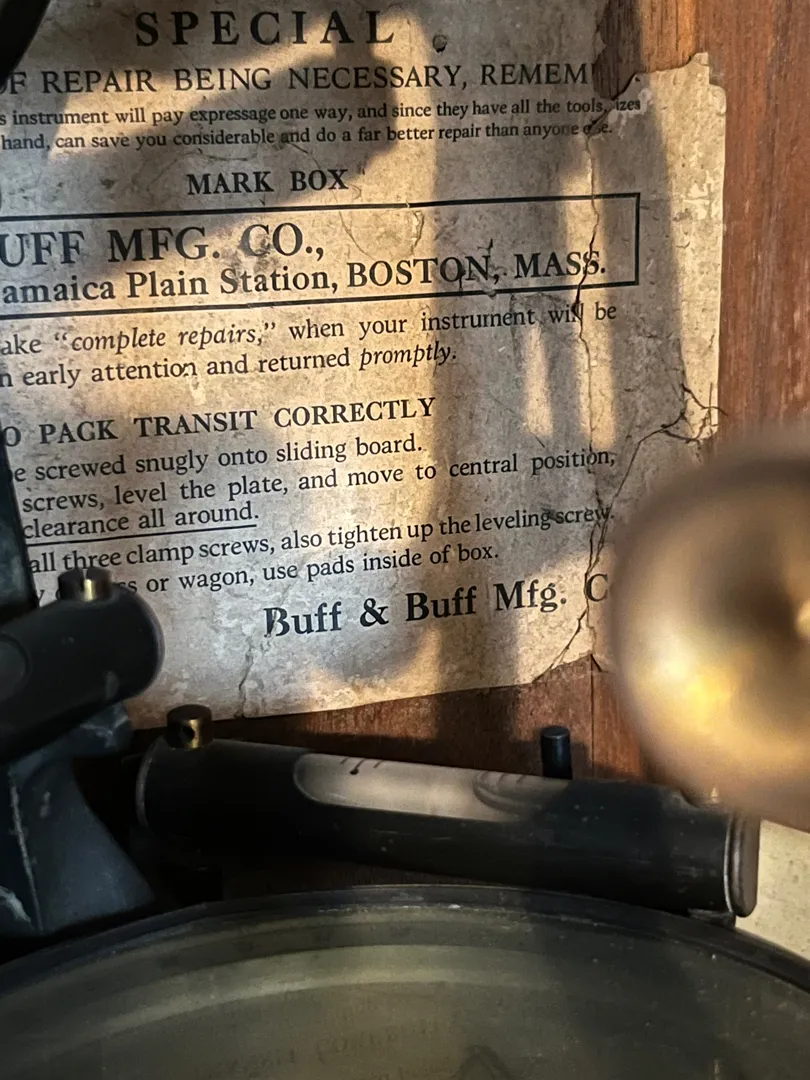 SPECIAL
OF REPAIR BEING NECESSARY, REMEM
s instrument will pay expressage one way, and since they have all the tools, izes
hand, can save you considerable and do a far better repair than anyone else.
MARK BOX
UFF MFG. CO.,
amaica Plain Station, BOSTON, MASS.
ake "complete repairs," when your instrument will be
n early attention and returned promptly.
O PACK TRANSIT CORRECTLY
e screwed snugly onto sliding board.
screws, level the plate, and move to central position,
clearance all around.
all three clamp screws, also tighten up the leveling screw.
ss or wagon, use pads inside of box.
Buff & Buff Mfg. C